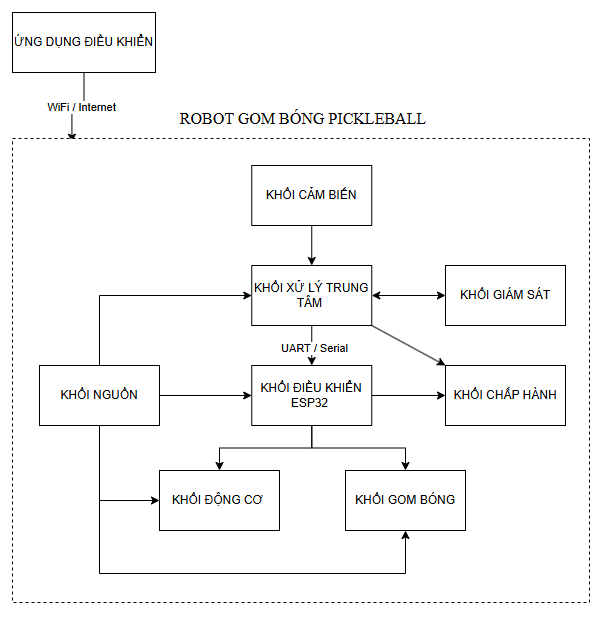 ỨNG DỤNG ĐIỀU KHIỂN
WiFi / Internet
ROBOT GOM BÓNG PICKLEBALL
KHỐI CẢM BIẾN
KHỐI XỬ LÝ TRUNG
TÂM
KHỐI GIÁM SÁT
UART / Serial
KHỐI NGUỒN
KHỐI ĐIỀU KHIỂN
ESP32
KHỐI CHẤP HÀNH
KHỐI ĐỘNG CƠ
KHỐI GOM BÓNG